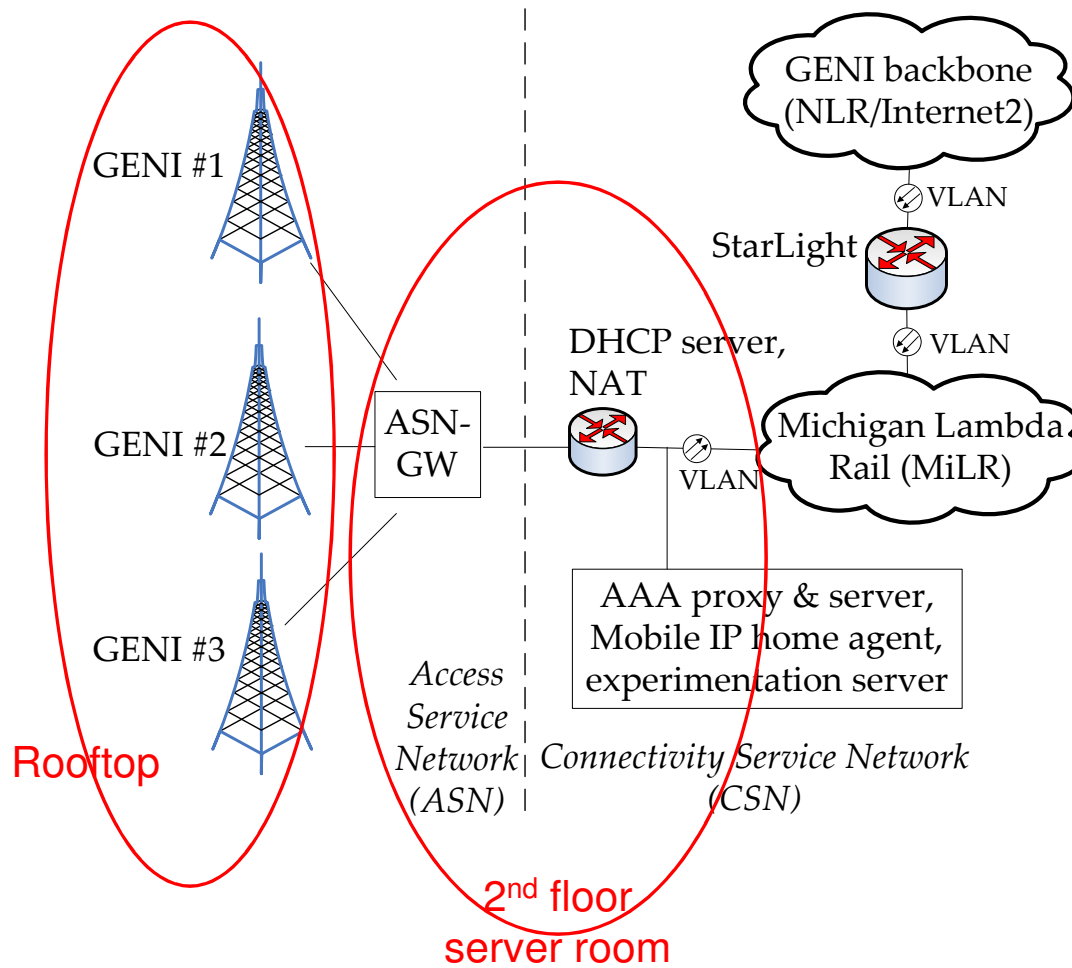 GENI backbone
(NLR/Internet2)
GENI #1
VLAN
StarLight
VLAN
DHCP server,
NAT
GENI #2
ASN-
GW
Michigan Lambda
Rail (MiLR)
VLAN
AAA proxy & server,
Mobile IP home agent,
experimentation server
GENI #3
Access
Service
Network
(ASN)
Connectivity Service Network
(CSN)
Rooftop
2nd floor
server room